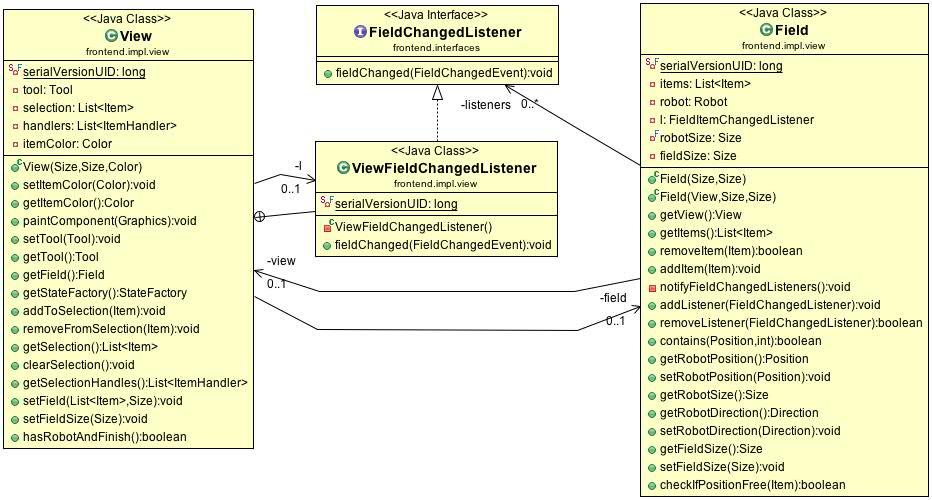 <<Java Class>>
View
frontend.impl.view
serialVersionUID: long
tool: Tool
selection: List<Item>
handlers: List<ItemHandler>
itemColor: Color
View(Size,Size,Color)
setItemColor(Color):void
getItemColor():Color
paintComponent(Graphics):void
setTool(Tool):void
getTool():Tool
getField():Field
getStateFactory():StateFactory
addToSelection(Item):void
removeFromSelection(Item):void
getSelection():List<Item>
clearSelection():void
getSelectionHandles():List<ItemHandler>
setField(List<Item>,Size):void
setFieldSize(Size):void
hasRobotAndFinish():boolean
<<Java Interface>>
FieldChangedListener
frontend.interfaces
fieldChanged(FieldChangedEvent):void
-listeners 0..*
<<Java Class>>
ViewFieldChangedListener
frontend.impl.view
serialVersionUID: long
ViewFieldChangedListener()
fieldChanged(FieldChangedEvent):void
-l
0..1
-view
0..1
-field
0..1
<<Java Class>>
Field
frontend.impl.view
serialVersionUID: long
items: List<Item>
robot: Robot
l: FieldItemChangedListener
robotSize: Size
fieldSize: Size
Field(Size,Size)
Field(View,Size,Size)
getView():View
getItems():List<Item>
removeItem(Item):boolean
addItem(Item):void
notifyFieldChangedListeners():void
addListener(FieldChangedListener):void
removeListener(FieldChangedListener):boolean
contains(Position,int):boolean
getRobotPosition():Position
setRobotPosition(Position):void
getRobotSize():Size
getRobotDirection():Direction
setRobotDirection(Direction):void
getFieldSize():Size
setFieldSize(Size):void
checkIfPositionFree(Item):boolean